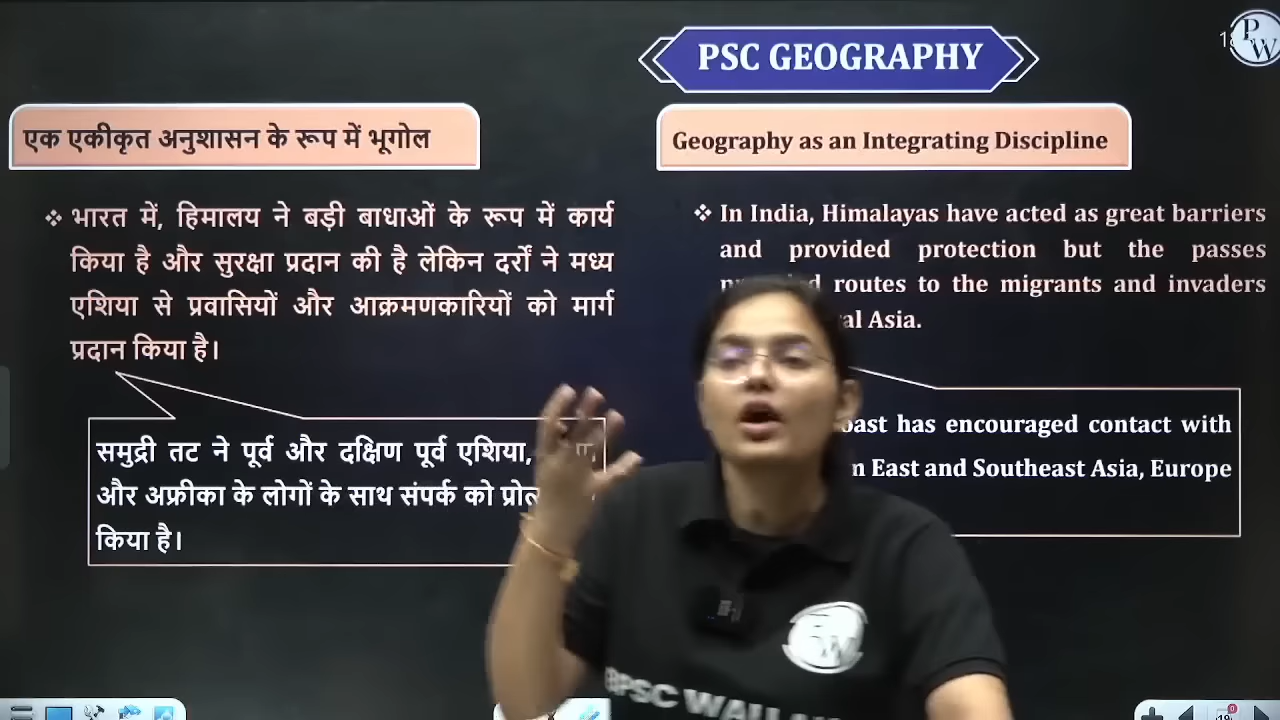 PSC GEOGRAPHY
PW
एक एकीकृत अनुशासन के रूप में भूगोल
Geography as an Integrating Discipline
❖ भारत में, हिमालय ने बड़ी बाधाओं के रूप में कार्य
किया है और सुरक्षा प्रदान की है लेकिन दर्रों ने मध्य
एशिया से प्रवासियों और आक्रमणकारियों को मार्ग
प्रदान किया है।
समुद्री तट ने पूर्व और दक्षिण पूर्व एशिया,
और अफ्रीका के लोगों के साथ संपर्क को
किया है।
❖ In India, Himalayas have acted as great barriers
and provided protection but the passes
routes to the migrants and invaders
Asia.
has encouraged contact with
East and Southeast Asia, Europe
PW